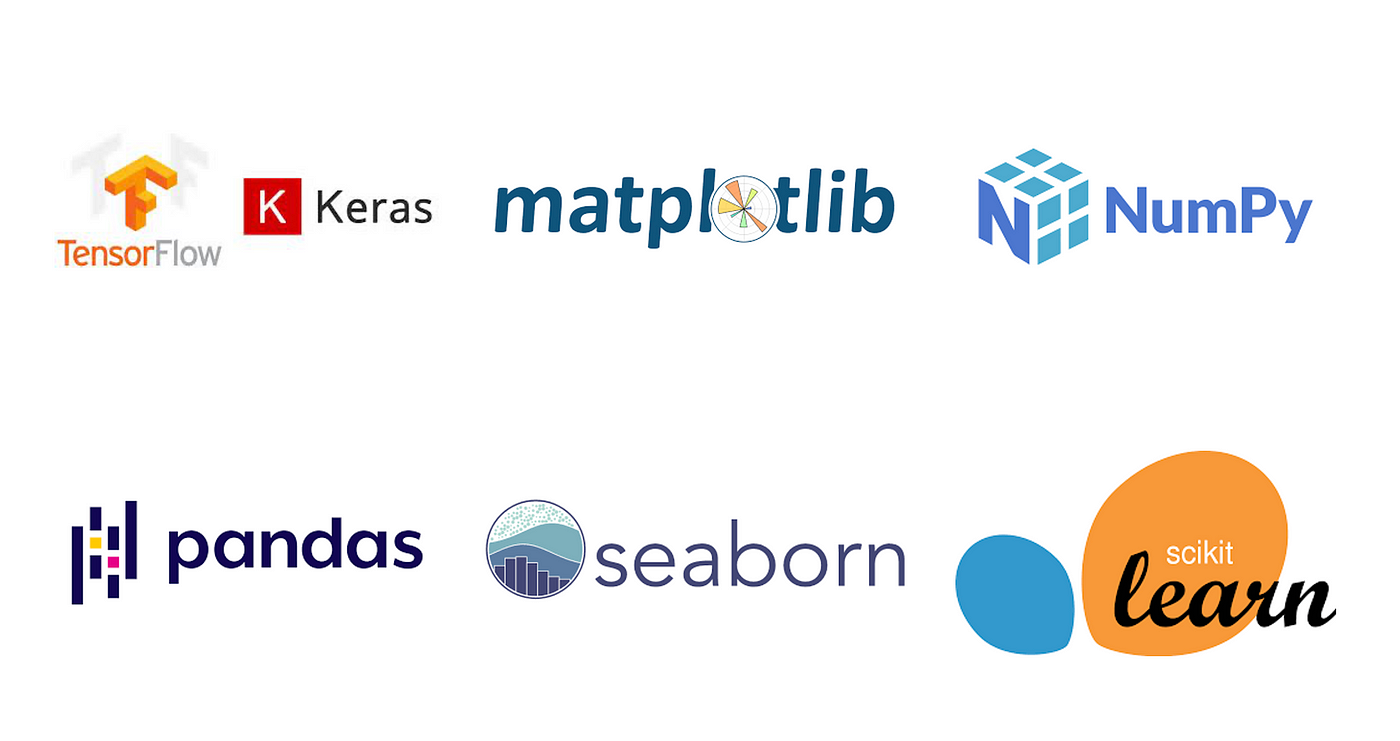 TensorFlow
K Keras
matplotlib
NumPy
pandas
seaborn
scikit
learn